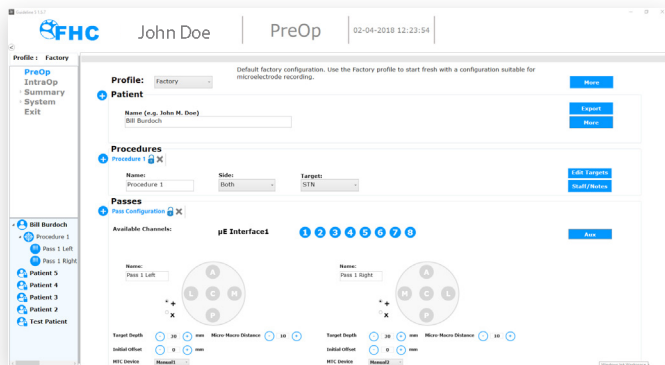 FHC
John Doe
PreOp
02-04-2018 12:23:54
Profile : Factory
PreOp
IntraOp
Summary
System
Exit
Profile: Factory
Default factory configuration. Use the Factory profile to start fresh with a configuration suitable for
microelectrode recording.
More
Patient
Name (e.g. John M. Doe)
Bill Burdoch
Export
More
Procedures
Procedure 1
Name: Side: Target:
Procedure 1 Both STN
Edit Targets
Staff/Notes
Passes
Pass Configuration
Available Channels: µE Interface1 1 2 3 4 5 6 7 8
Aux
Name:
Pass 1 Left
A
L C M
P
+
x
Target Depth 30 mm Micro-Macro Distance 10
Initial Offset 0 mm
MTC Device Manual1
Name:
Pass 1 Right
A
M C L
P
+
x
Target Depth 30 mm Micro-Macro Distance 10
Initial Offset 0 mm
MTC Device Manual2
Bill Burdoch
Procedure 1
Pass 1 Left
Pass 1 Right
Patient 5
Patient 4
Patient 3
Patient 2
Test Patient